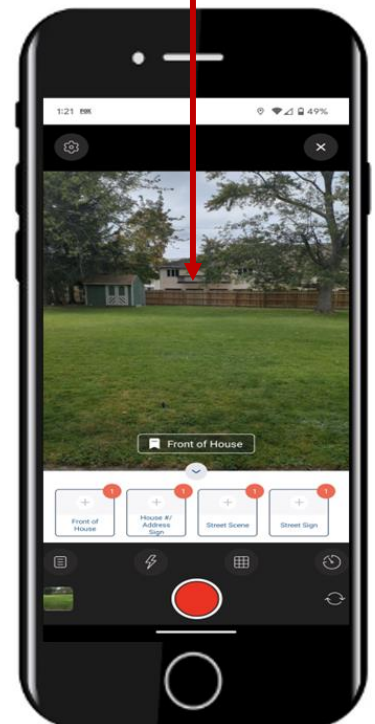 1:21
49%
Front of House
1
1
1
1
Front of
House
House #/
Address
Sign
Street Scene
Street Sign